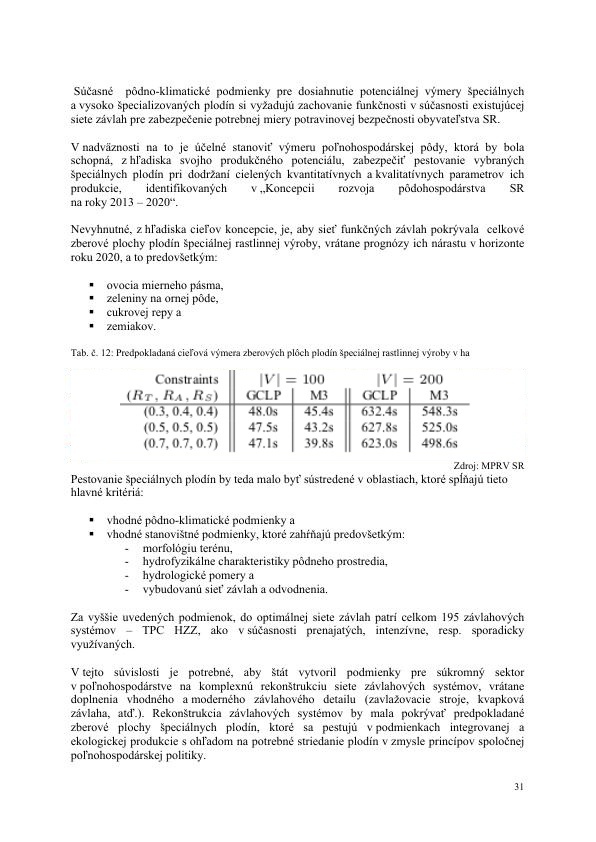 Súčasné pôdno-klimatické podmienky pre dosiahnutie potenciálnej výmery špeciálnych
a vysoko špecializovaných plodín si vyžadujú zachovanie funkčnosti v súčasnosti existujúcej
siete závlah pre zabezpečenie potrebnej miery potravinovej bezpečnosti obyvateľstva SR.
V nadväznosti na to je účelné stanoviť výmeru poľnohospodárskej pôdy, ktorá by bola
schopná, z hľadiska svojho produkčného potenciálu, zabezpečiť pestovanie vybraných
špeciálnych plodín pri dodržaní cielených kvantitatívnych a kvalitatívnych parametrov ich
produkcie, identifikovaných v „Koncepcii rozvoja pôdohospodárstva SR
na roky 2013 – 2020“.
Nevyhnutné, z hľadiska cieľov koncepcie, je, aby sieť funkčných závlah pokrývala celkové
zberové plochy plodín špeciálnej rastlinnej výroby, vrátane prognózy ich nárastu v horizonte
roku 2020, a to predovšetkým:
▪ ovocia mierneho pásma,
▪ zeleniny na ornej pôde,
▪ cukrovej repy a
▪ zemiakov.
Tab. č. 12: Predpokladaná cieľová výmera zberových plôch plodín špeciálnej rastlinnej výroby v ha
Constraints |V| = 100 |V| = 200
(R_T, R_A, R_S) GCLP M3 GCLP M3
(0.3, 0.4, 0.4) 48.0s 45.4s 632.4s 548.3s
(0.5, 0.5, 0.5) 47.5s 43.2s 627.8s 525.0s
(0.7, 0.7, 0.7) 47.1s 39.8s 623.0s 498.6s
Zdroj: MPRV SR
Pestovanie špeciálnych plodín by teda malo byť sústredené v oblastiach, ktoré spĺňajú tieto
hlavné kritériá:
▪ vhodné pôdno-klimatické podmienky a
▪ vhodné stanovištné podmienky, ktoré zahŕňajú predovšetkým:
- morfológiu terénu,
- hydrofyzikálne charakteristiky pôdneho prostredia,
- hydrologické pomery a
- vybudovanú sieť závlah a odvodnenia.
Za vyššie uvedených podmienok, do optimálnej siete závlah patrí celkom 195 závlahových
systémov – TPC HZZ, ako v súčasnosti prenajatých, intenzívne, resp. sporadicky
využívaných.
V tejto súvislosti je potrebné, aby štát vytvoril podmienky pre súkromný sektor
v poľnohospodárstve na komplexnú rekonštrukciu siete závlahových systémov, vrátane
doplnenia vhodného a moderného závlahového detailu (zavlažovacie stroje, kvapková
závlaha, atď.). Rekonštrukcia závlahových systémov by mala pokrývať predpokladané
zberové plochy špeciálnych plodín, ktoré sa pestujú v podmienkach integrovanej a
ekologickej produkcie s ohľadom na potrebné striedanie plodín v zmysle princípov spoločnej
poľnohospodárskej politiky.
31